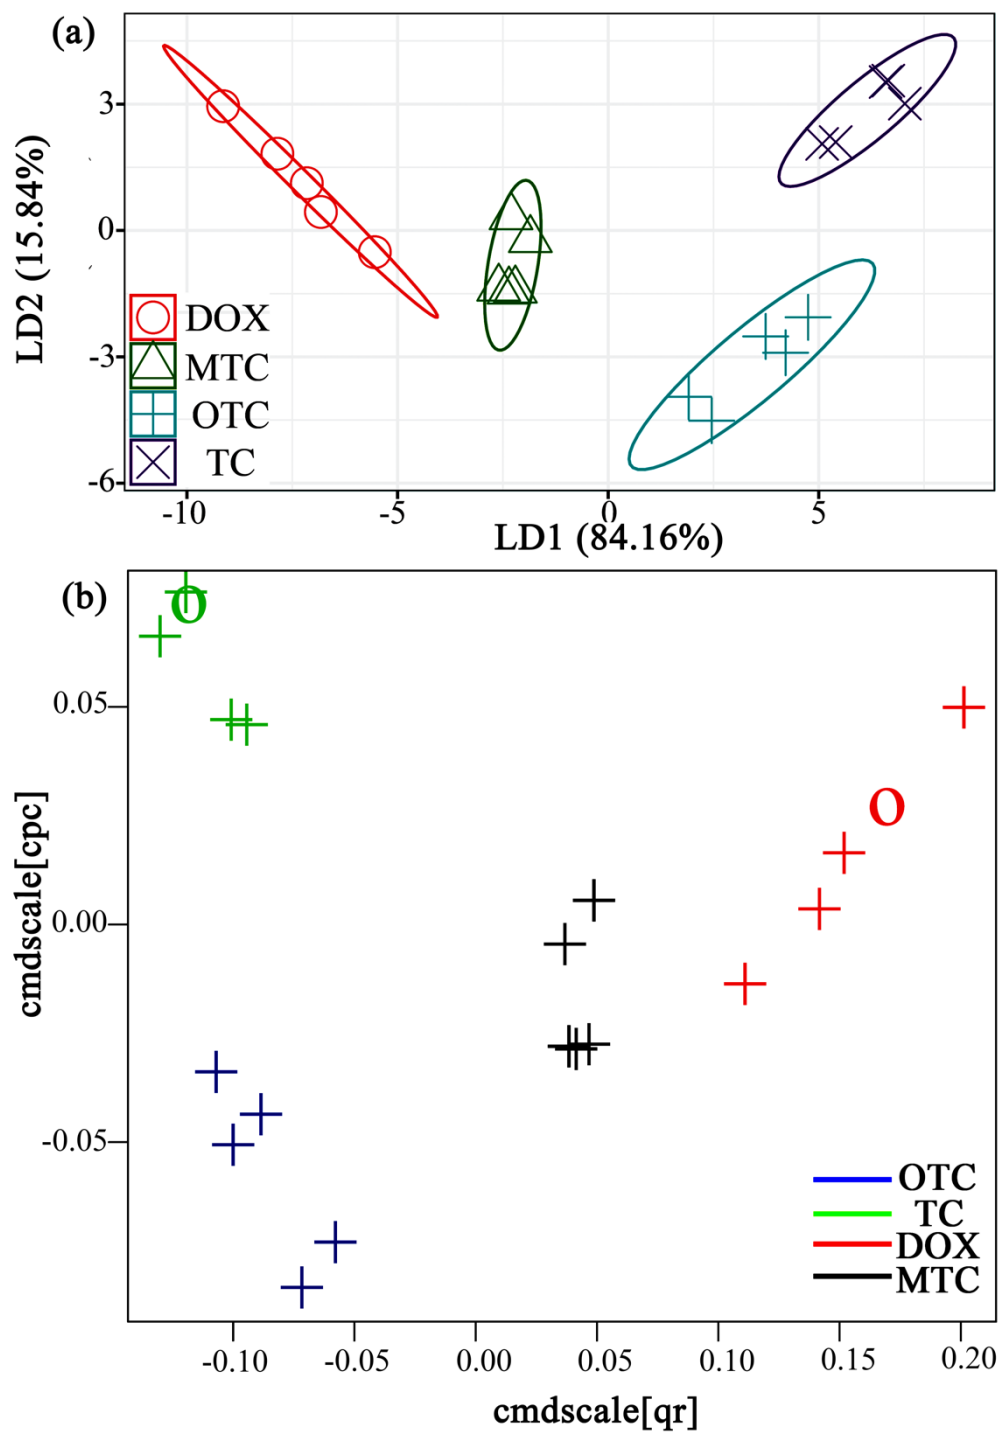 (a)
LD2 (15.84%)
3
0
-3
-6
DOX
MTC
OTC
TC
-10
-5
0
5
LD1 (84.16%)
(b)
cmdscale[cpc]
0.05
0.00
-0.05
O
O
OTC
TC
DOX
MTC
-0.10
-0.05
0.00
0.05
0.10
0.15
0.20
cmdscale[qr]